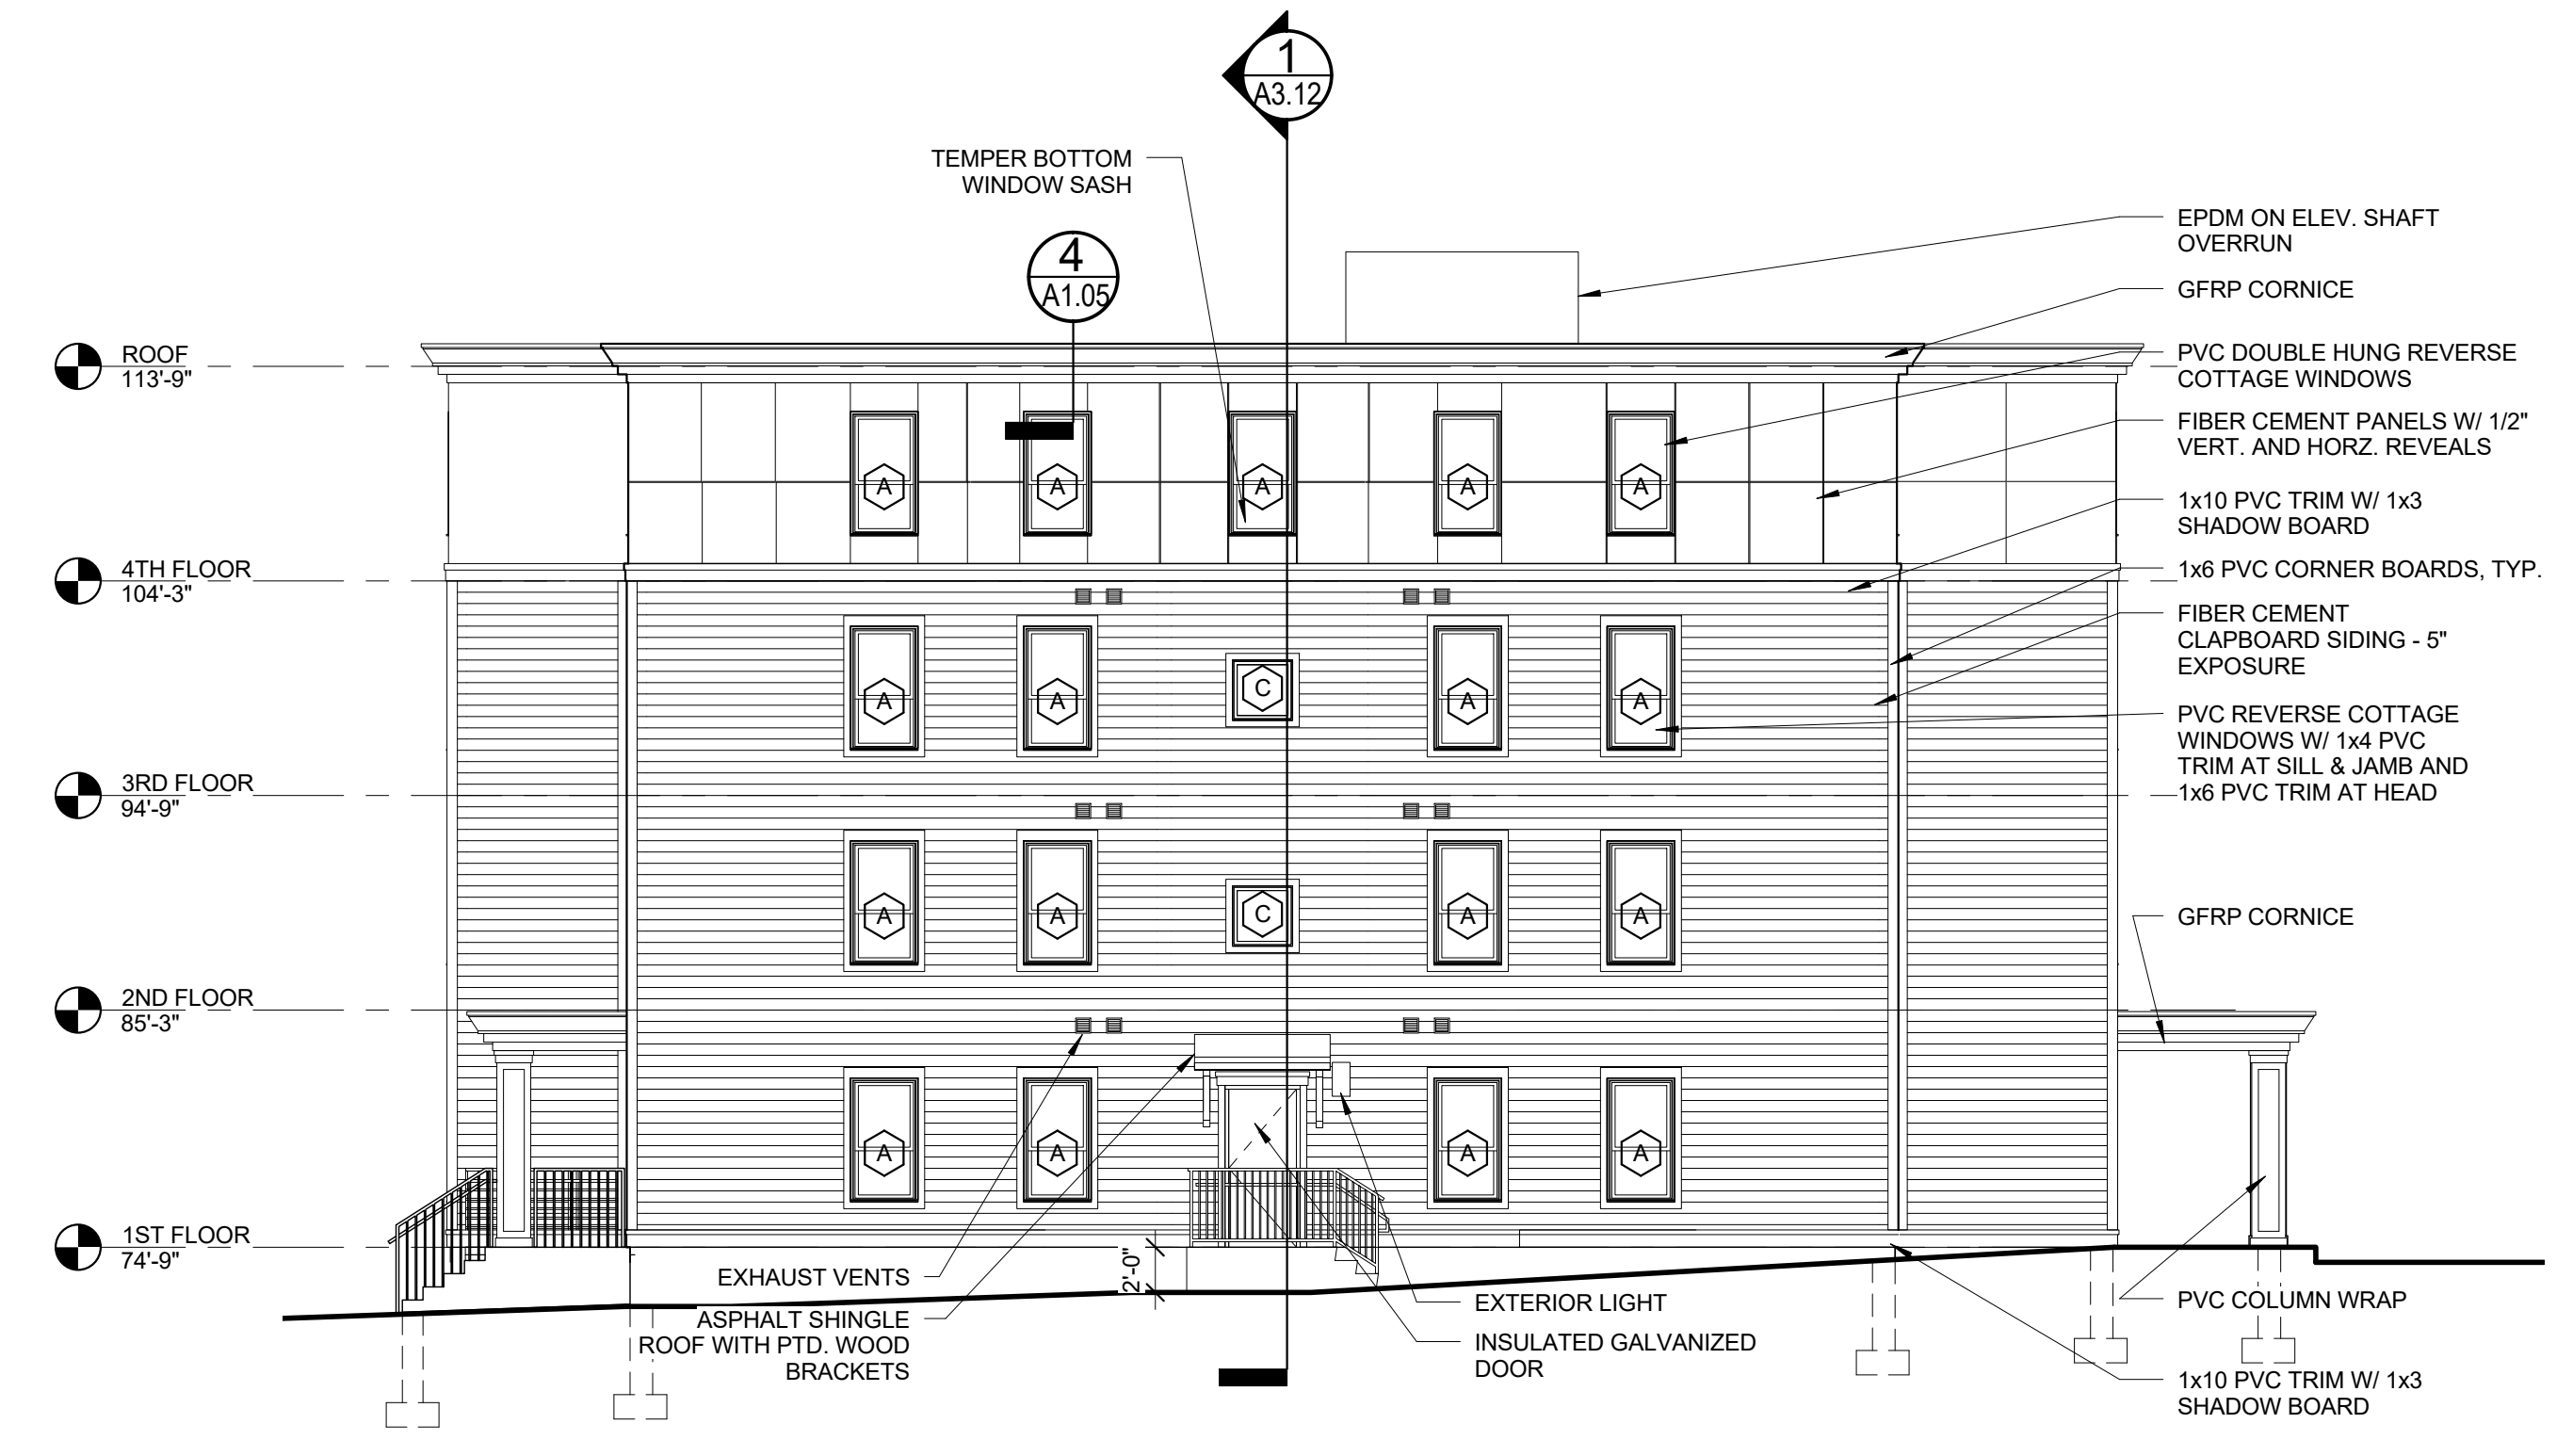 1
A3.12
TEMPER BOTTOM
WINDOW SASH
4
A1.05
EPDM ON ELEV. SHAFT
OVERRUN
GFRP CORNICE
ROOF
113'-9"
PVC DOUBLE HUNG REVERSE
COTTAGE WINDOWS
FIBER CEMENT PANELS W/ 1/2"
VERT. AND HORZ. REVEALS
A
A
A
A
A
1x10 PVC TRIM W/ 1x3
SHADOW BOARD
4TH FLOOR
104'-3"
1x6 PVC CORNER BOARDS, TYP.
FIBER CEMENT
CLAPBOARD SIDING - 5"
EXPOSURE
A
A
C
A
A
PVC REVERSE COTTAGE
WINDOWS W/ 1x4 PVC
TRIM AT SILL & JAMB AND
1x6 PVC TRIM AT HEAD
3RD FLOOR
94'-9"
A
A
C
A
A
GFRP CORNICE
2ND FLOOR
85'-3"
A
A
A
A
1ST FLOOR
74'-9"
2'-0"
EXHAUST VENTS
ASPHALT SHINGLE
ROOF WITH PTD. WOOD
BRACKETS
EXTERIOR LIGHT
INSULATED GALVANIZED
DOOR
PVC COLUMN WRAP
1x10 PVC TRIM W/ 1x3
SHADOW BOARD